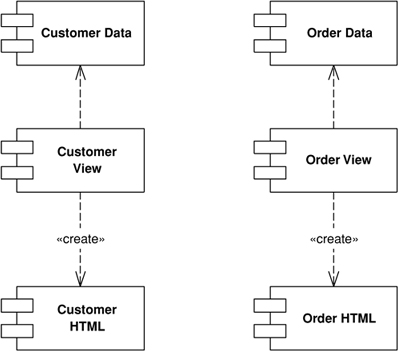 Customer Data
Order Data
Customer
View
Order View
«create»
«create»
Customer
HTML
Order HTML